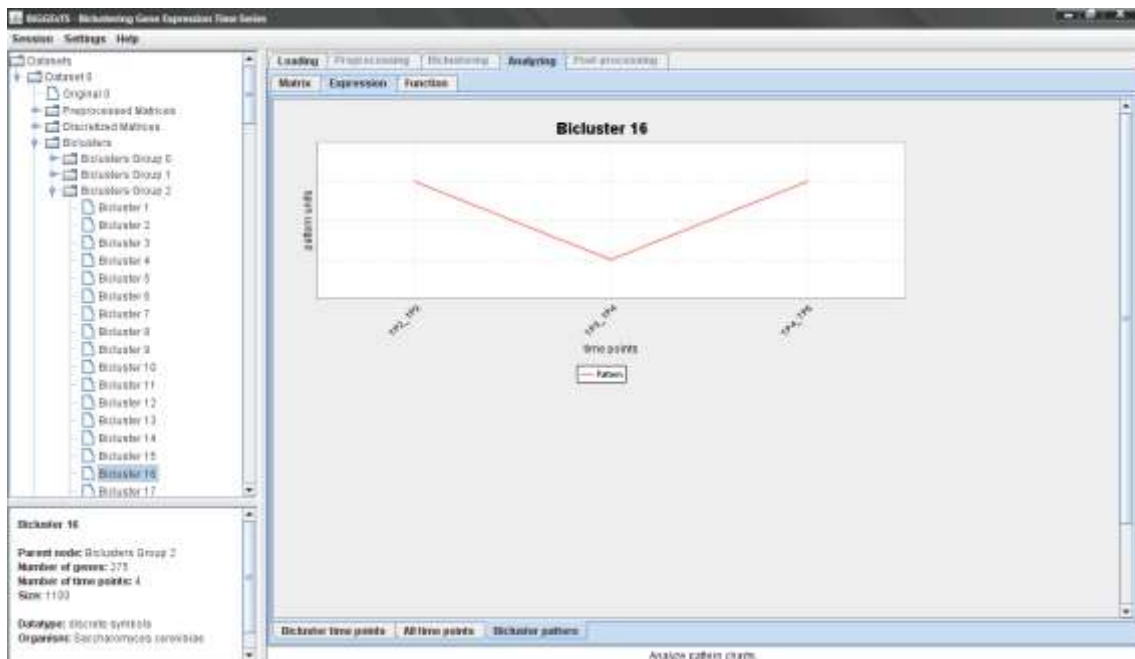 BIGGEsTS - Biclustering Gene Expression Time Series
Session Settings Help
Datasets
Dataset 0
Original 0
Preprocessed Matrices
Discretized Matrices
Biclusters
Biclusters Group 0
Biclusters Group 1
Biclusters Group 2
Bicluster 1
Bicluster 2
Bicluster 3
Bicluster 4
Bicluster 5
Bicluster 6
Bicluster 7
Bicluster 8
Bicluster 9
Bicluster 10
Bicluster 11
Bicluster 12
Bicluster 13
Bicluster 14
Bicluster 15
Bicluster 16
Bicluster 17
Bicluster 16
Parent node: Biclusters Group 2
Number of genes: 275
Number of time points: 4
Size: 1100
Datatype: discrete symbols
Organism: Saccharomyces cerevisiae
Loading Preprocessing Biclustering Analyzing Post-processing
Matrix Expression Function
Bicluster 16
pattern units
TP2_TP3 TP3_TP4 TP4_TP5
time points
Pattern
Bicluster time points All time points Bicluster pattern
Analyze pattern charts.